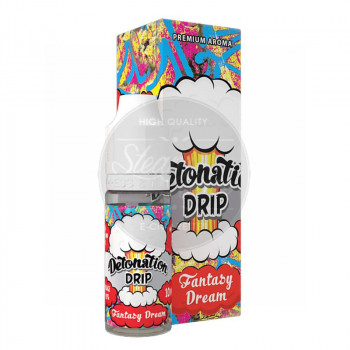 PREMIUM AROMA
HIGH QUALITY
Detonation
DRIP
Fantasy
Dream
Detonation
DRIP
Fantasy Dream